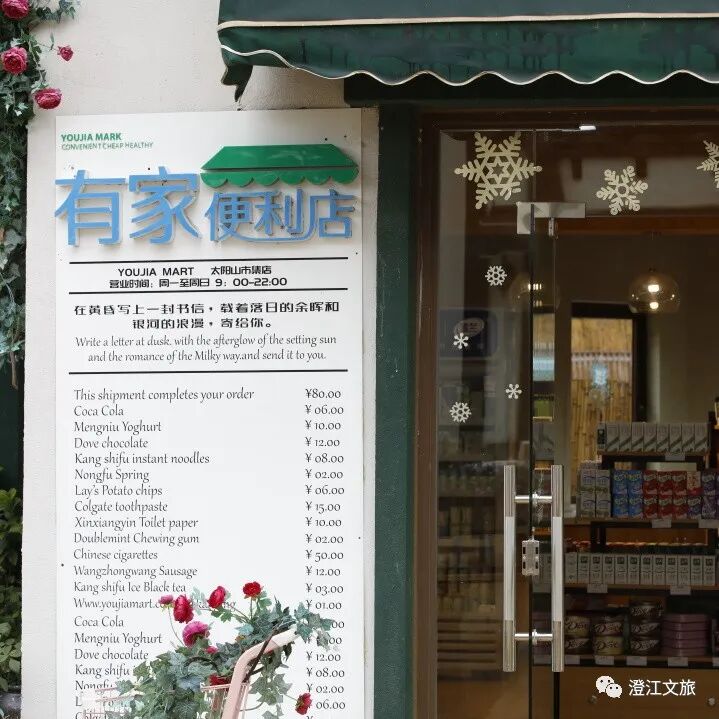 YOUJIA MARK
CONVENIENT CHEAP HEALTHY
有家便利店
YOUJIA MART 太阳山市集店
营业时间：周一至周日 9：00-22:00
在黄昏写上一封书信，载着落日的余晖和
银河的浪漫，寄给你。
Write a letter at dusk. with the afterglow of the setting sun
and the romance of the Milky way.and send it to you.
This shipment completes your order ¥80.00
Coca Cola ¥ 06.00
Mengniu Yoghurt ¥ 10.00
Dove chocolate ¥ 12.00
Kang shifu instant noodles ¥ 08.00
Nongfu Spring ¥ 02.00
Lay's Potato chips ¥ 06.00
Colgate toothpaste ¥ 15.00
Xinxiangyin Toilet paper ¥ 10.00
Doublemint Chewing gum ¥ 02.00
Chinese cigarettes ¥ 50.00
Wangzhongwang Sausage ¥ 12.00
Kang shifu Ice Black tea ¥ 03.00
Www.youjiamart. ¥ 01.00
Coca Cola
Mengniu Yoghurt
Dove chocolate ¥ 12.00
Kang shifu ¥ 08.00
¥ 02.00
¥ 06.00
Dove
澄江文旅